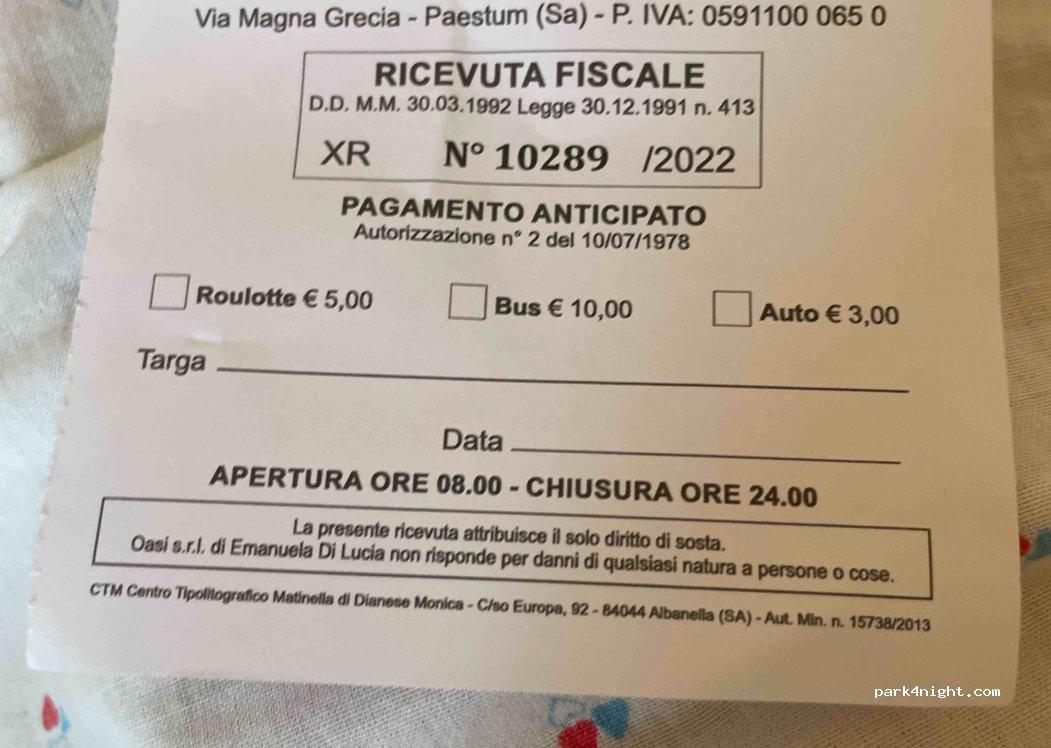 Via Magna Grecia - Paestum (Sa) - P. IVA: 0591100 065 0
RICEVUTA FISCALE
D.D. M.M. 30.03.1992 Legge 30.12.1991 n. 413
XR N° 10289 /2022
PAGAMENTO ANTICIPATO
Autorizzazione n° 2 del 10/07/1978
Roulotte € 5,00 Bus € 10,00 Auto € 3,00
Targa
Data
APERTURA ORE 08.00 - CHIUSURA ORE 24.00
La presente ricevuta attribuisce il solo diritto di sosta.
Oasi s.r.l. di Emanuela Di Lucia non risponde per danni di qualsiasi natura a persone o cose.
CTM Centro Tipolitografico Matinella di Dianese Monica - C/so Europa, 92 - 84044 Albanella (SA) - Aut. Min. n. 15738/2013
park4night.com